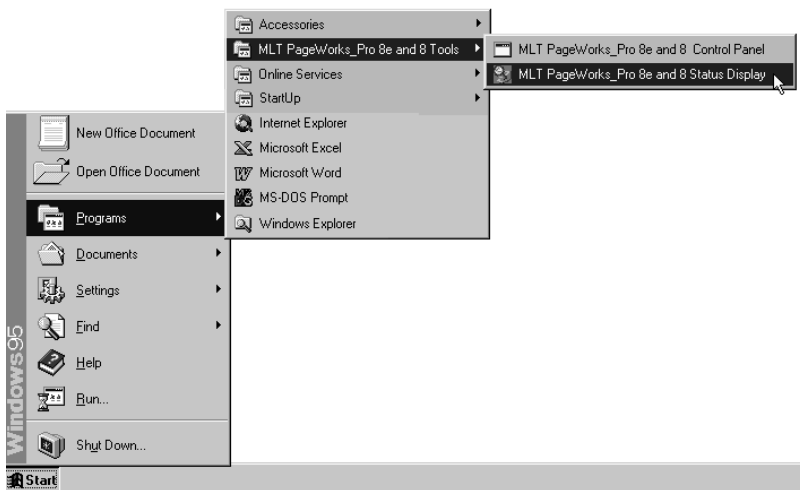 Accessories
MLT PageWorks_Pro 8e and 8 Tools
Online Services
StartUp
Internet Explorer
Microsoft Excel
Microsoft Word
MS-DOS Prompt
Windows Explorer
MLT PageWorks_Pro 8e and 8  Control Panel
MLT PageWorks_Pro 8e and 8 Status Display
New Office Document
Open Office Document
Programs
Documents
Settings
Find
Help
Run...
Shut Down...
Windows95
Start